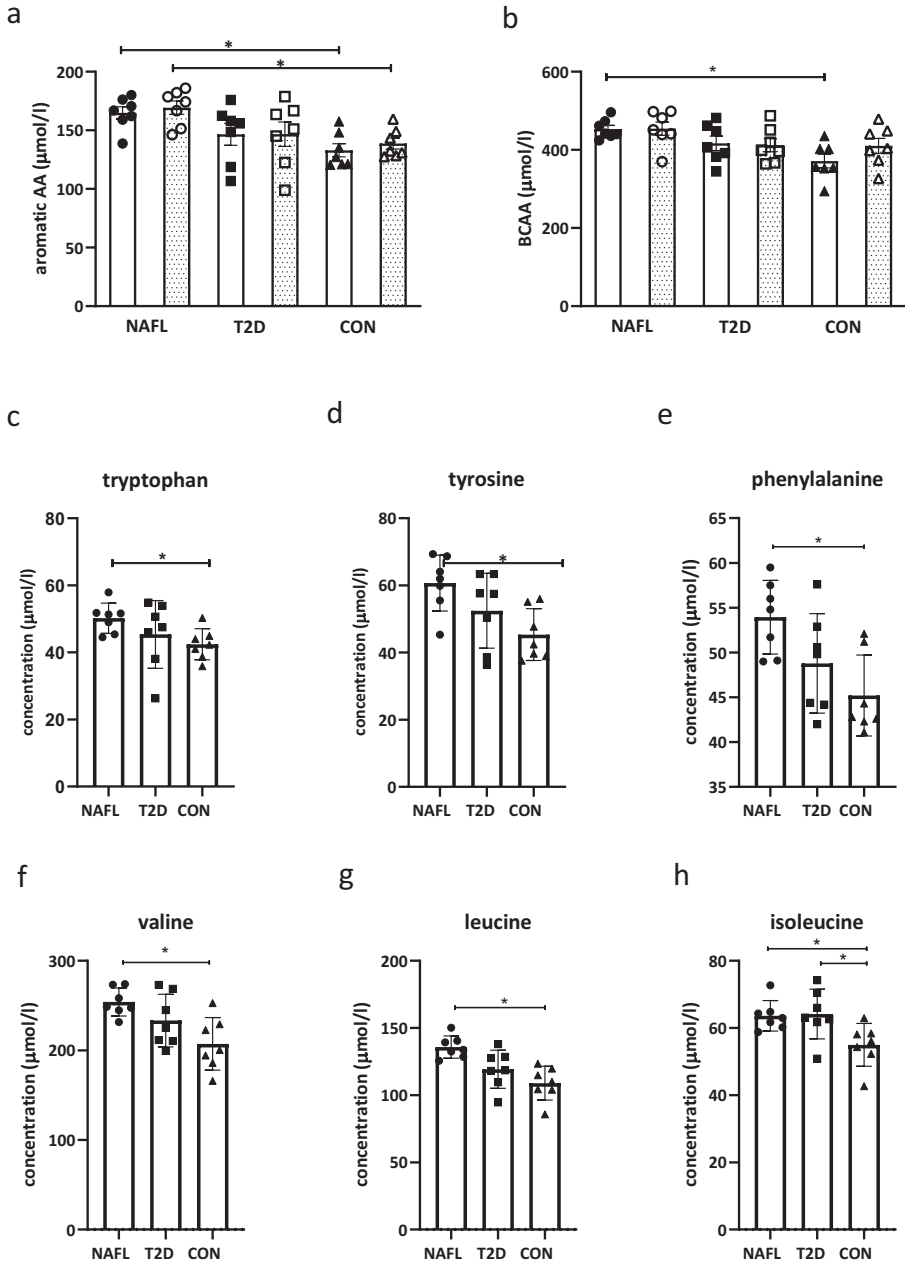 a
b
*
*
*
200
150
100
50
0
aromatic AA (μmol/l)
NAFL T2D CON
600
400
200
0
BCAA (μmol/l)
NAFL T2D CON
c
d
e
tryptophan
tyrosine
phenylalanine
*
*
*
80
60
40
20
0
concentration (μmol/l)
NAFL T2D CON
80
60
40
20
0
concentration (μmol/l)
NAFL T2D CON
65
60
55
50
45
40
35
concentration (μmol/l)
NAFL T2D CON
f
g
h
valine
leucine
isoleucine
*
*
*
*
300
200
100
0
concentration (μmol/l)
NAFL T2D CON
200
150
100
50
0
concentration (μmol/l)
NAFL T2D CON
80
60
40
20
0
concentration (μmol/l)
NAFL T2D CON